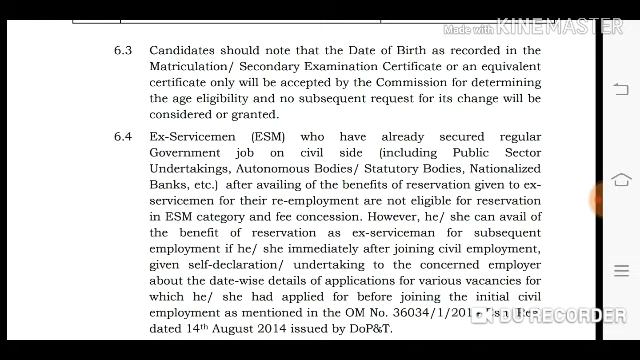 Made with KINEMASTER
6.3 Candidates should note that the Date of Birth as recorded in the
Matriculation/ Secondary Examination Certificate or an equivalent
certificate only will be accepted by the Commission for determining
the age eligibility and no subsequent request for its change will be
considered or granted.
6.4 Ex-Servicemen (ESM) who have already secured regular
Government job on civil side (including Public Sector
Undertakings, Autonomous Bodies/ Statutory Bodies, Nationalized
Banks, etc.) after availing of the benefits of reservation given to ex-
servicemen for their re-employment are not eligible for reservation
in ESM category and fee concession. However, he/ she can avail of
the benefit of reservation as ex-serviceman for subsequent
employment if he/ she immediately after joining civil employment,
given self-declaration/ undertaking to the concerned employer
about the date-wise details of applications for various vacancies for
which he/ she had applied for before joining the initial civil
employment as mentioned in the OM No. 36034/1/201
DU RECORDER
dated 14th August 2014 issued by DoP&T.